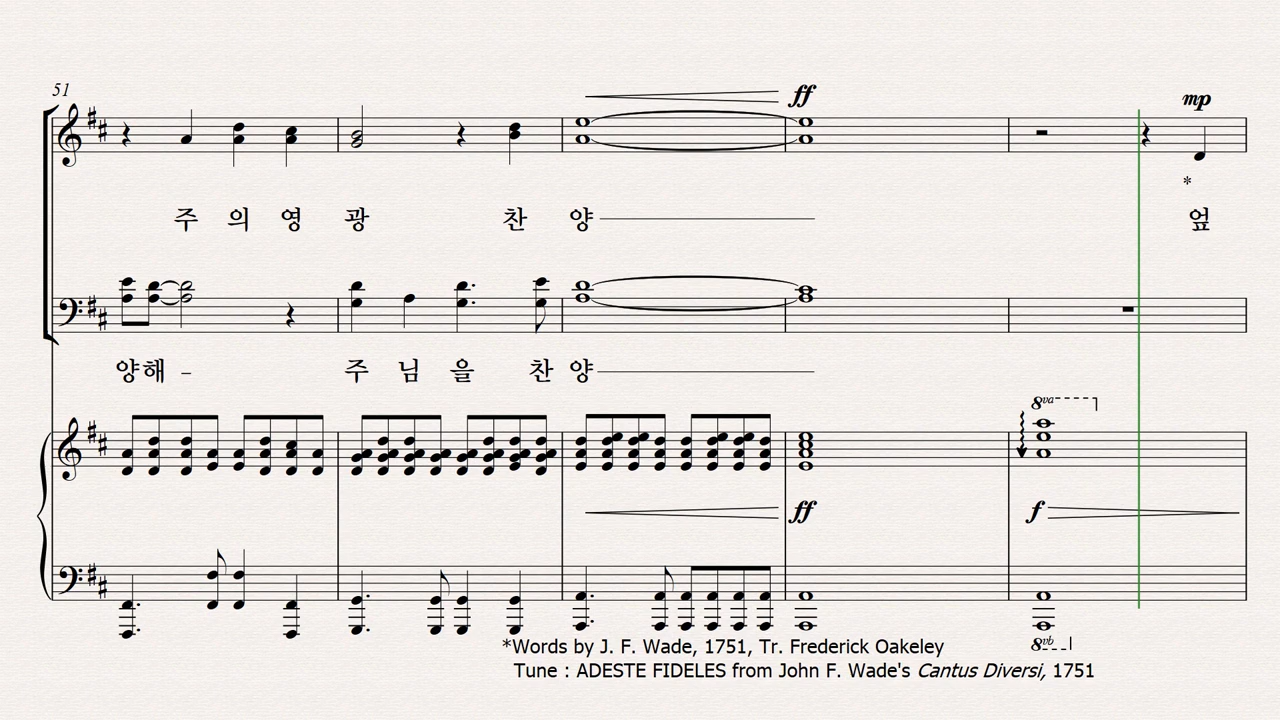 51
ff
mp
*
주 의 영 광 찬 양 엎
양해 - 주 님 을 찬 양
8va
ff f
8vb
*Words by J. F. Wade, 1751, Tr. Frederick Oakeley
Tune : ADESTE FIDELES from John F. Wade's Cantus Diversi, 1751